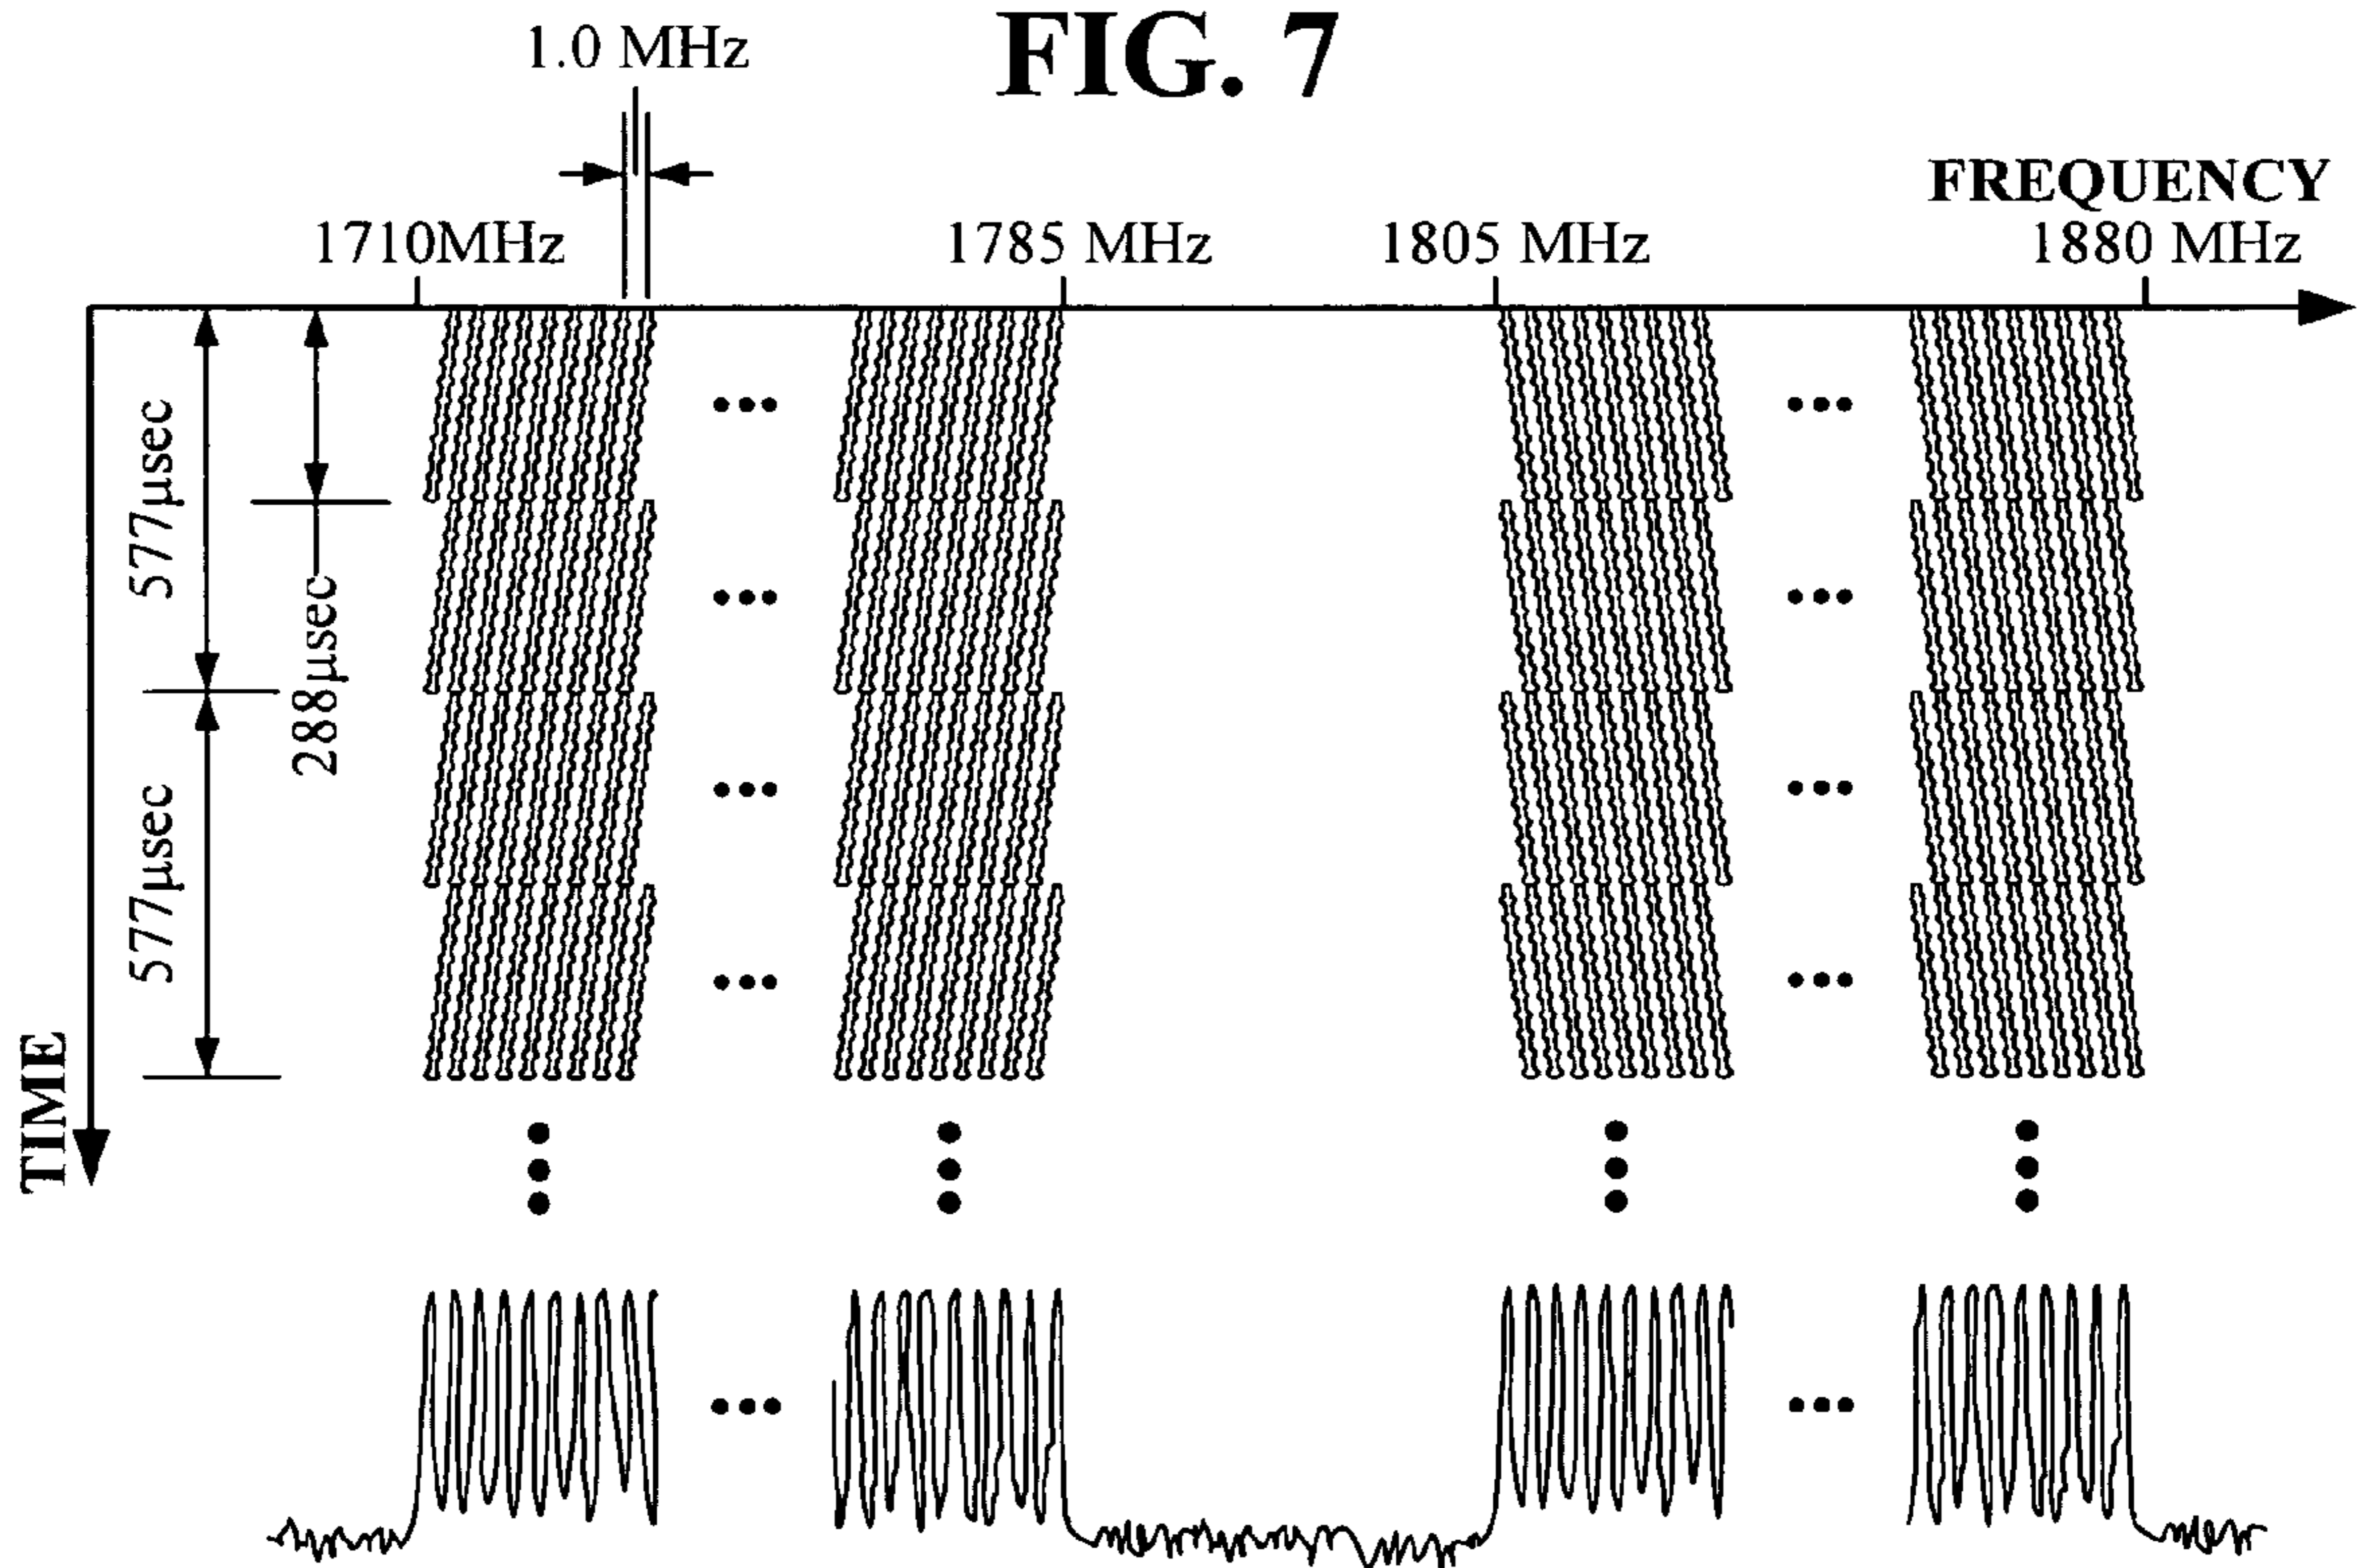 FIG. 7
1.0 MHz
FREQUENCY
1710MHz
1785 MHz
1805 MHz
1880 MHz
577μsec
288μsec
577μsec
TIME